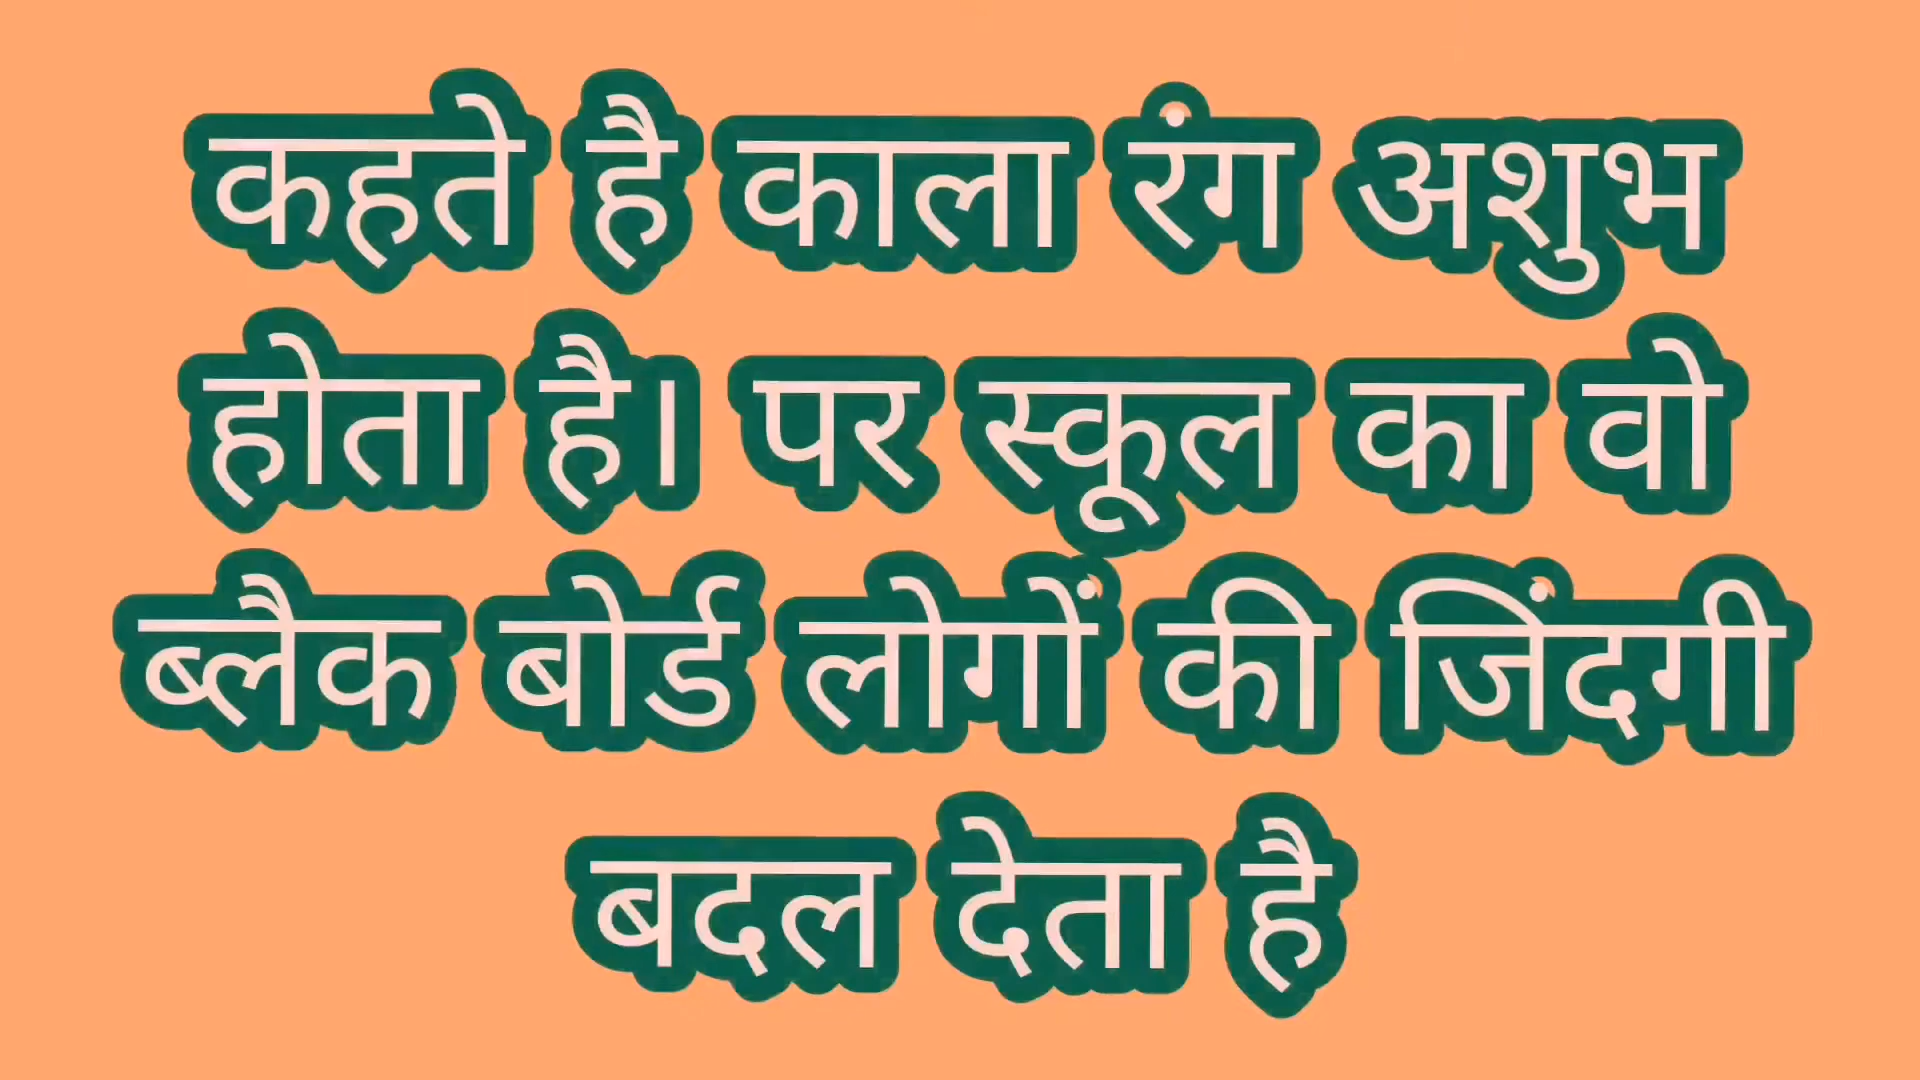 कहते है काला रंग अशुभ
होता है। पर स्कूल का वो
ब्लैक बोर्ड लोगों की जिंदगी
बदल देता है